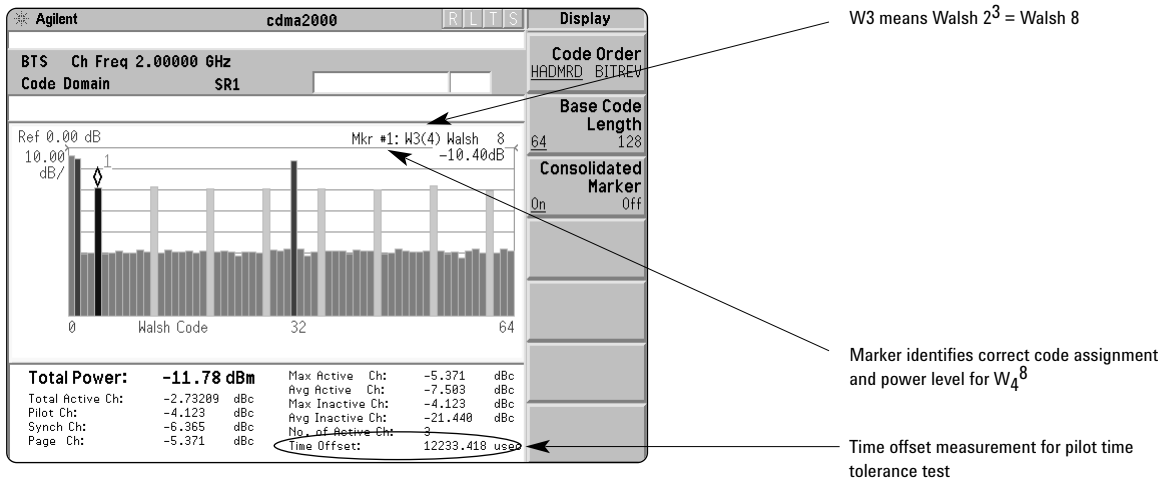 Agilent cdma2000 R L T S Display
BTS Ch Freq 2.00000 GHz
Code Domain SR1
Code Order
HADMRD BITREV
Base Code
Length
64 128
Consolidated
Marker
On Off
Ref 0.00 dB
Mkr #1: W3(4) Walsh 8
-10.40dB
10.00
dB/
1
0 Walsh Code 32 64
Total Power: -11.78 dBm
Total Active Ch: -2.73209 dBc
Pilot Ch: -4.123 dBc
Synch Ch: -6.365 dBc
Page Ch: -5.371 dBc
Max Active Ch: -5.371 dBc
Avg Active Ch: -7.503 dBc
Max Inactive Ch: -4.123 dBc
Avg Inactive Ch: -21.440 dBc
No. of Active Ch: 3
Time Offset: 12233.418 usec
W3 means Walsh 2³ = Walsh 8
Marker identifies correct code assignment
and power level for W₄⁸
Time offset measurement for pilot time
tolerance test